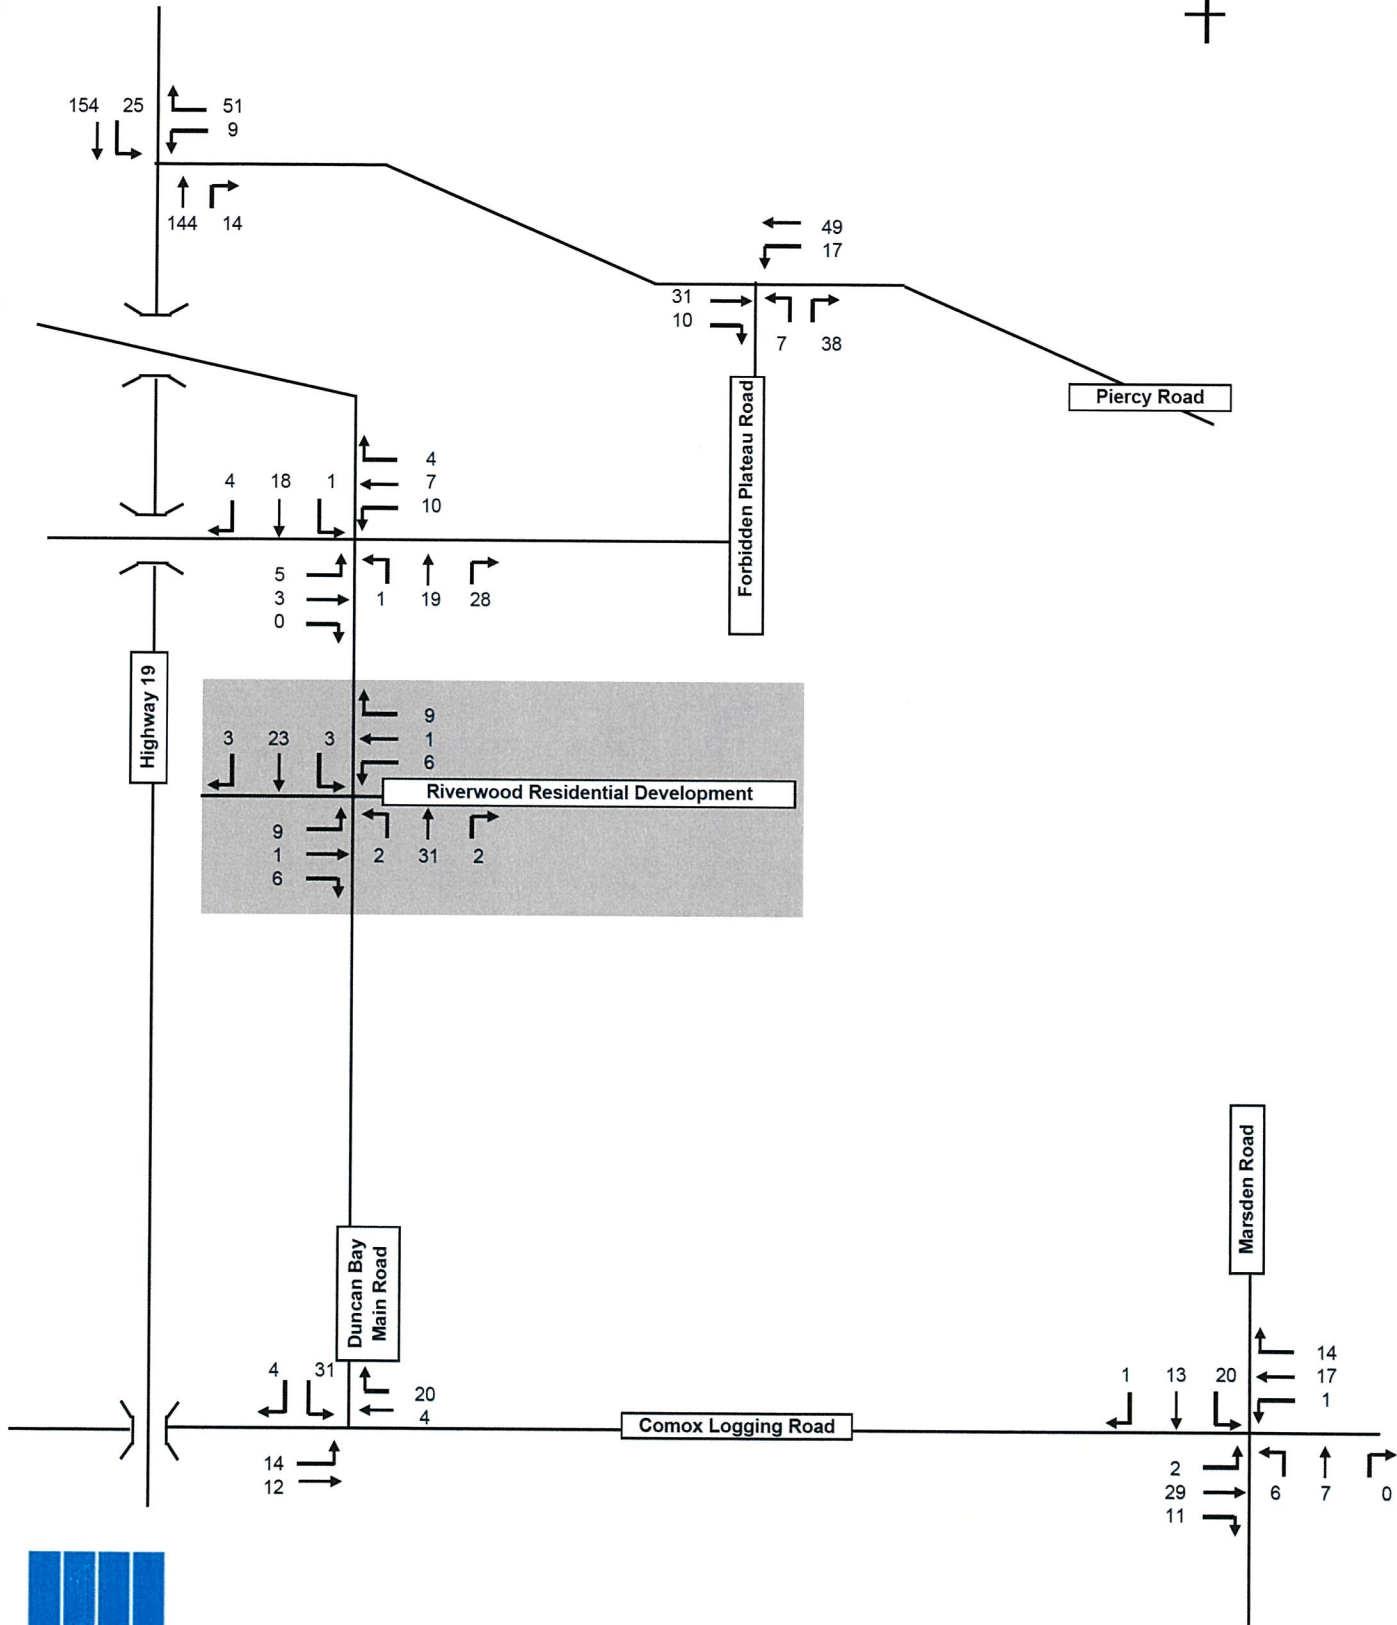 154 25 51
9
144 14
49
17
31
10
7 38
Piercy Road
Forbidden Plateau Road
4
4 18 1 7
10
5
3 1 19 28
0
Highway 19
9
3 23 3 1
6
Riverwood Residential Development
9
1 2 31 2
6
Marsden Road
Duncan Bay
Main Road
4 31
20
4
14
12
Comox Logging Road
14
1 13 20 17
1
2
29 6 7 0
11